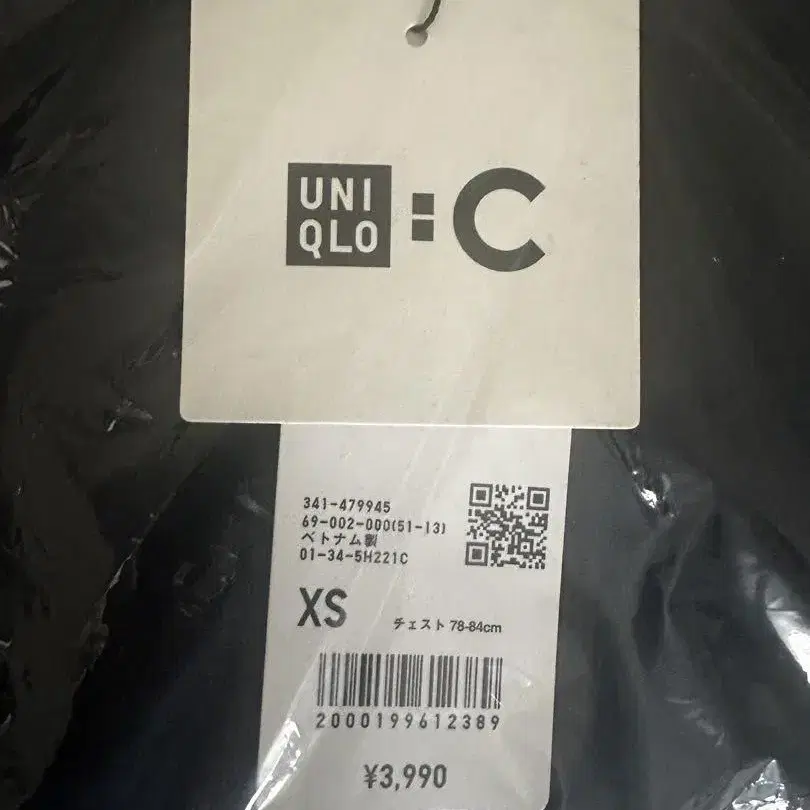 UNI
QLO : C
341-479945
69-002-000(51-13)
ベトナム製
01-34-5H221C
XS チェスト 78-84cm
2000199612389
¥3,990